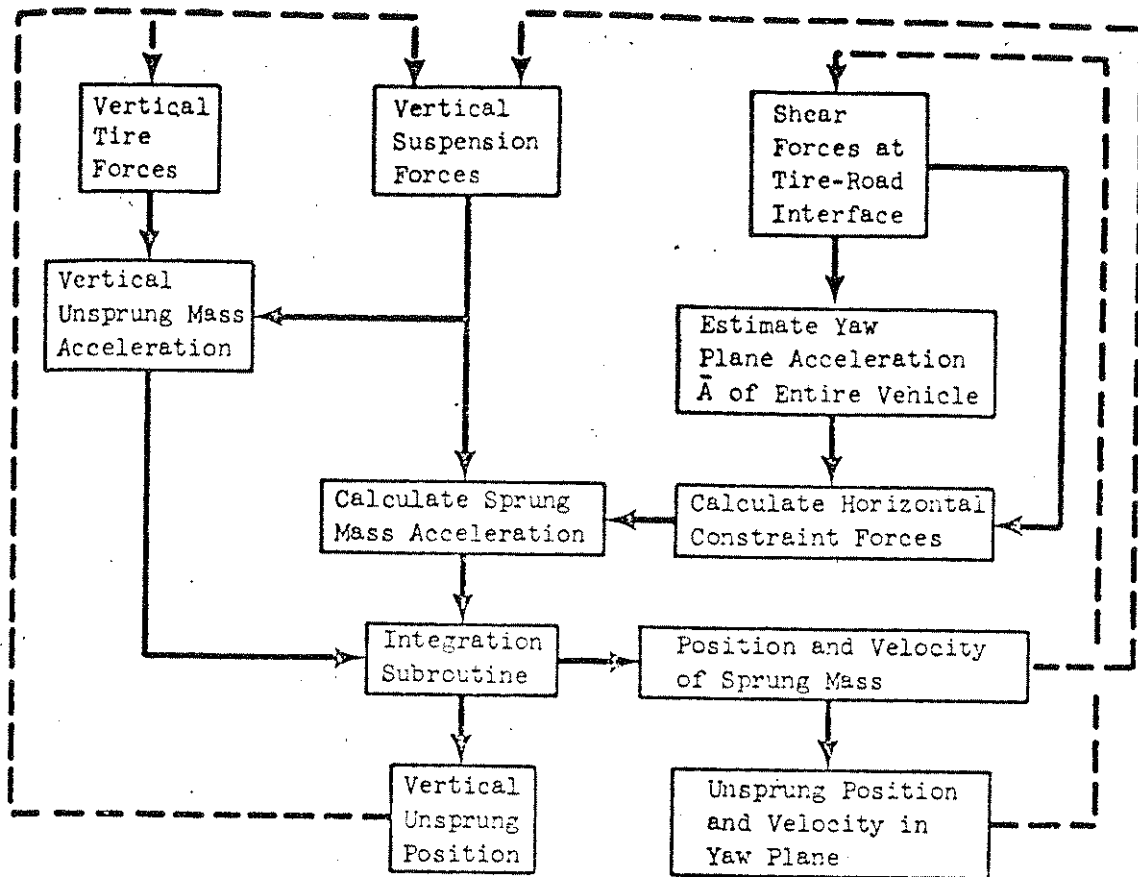 Vertical
Tire
Forces
Vertical
Suspension
Forces
Shear
Forces at
Tire-Road
Interface
Vertical
Unsprung Mass
Acceleration
Estimate Yaw
Plane Acceleration
Ā of Entire Vehicle
Calculate Sprung
Mass Acceleration
Calculate Horizontal
Constraint Forces
Integration
Subroutine
Position and Velocity
of Sprung Mass
Vertical
Unsprung
Position
Unsprung Position
and Velocity in
Yaw Plane